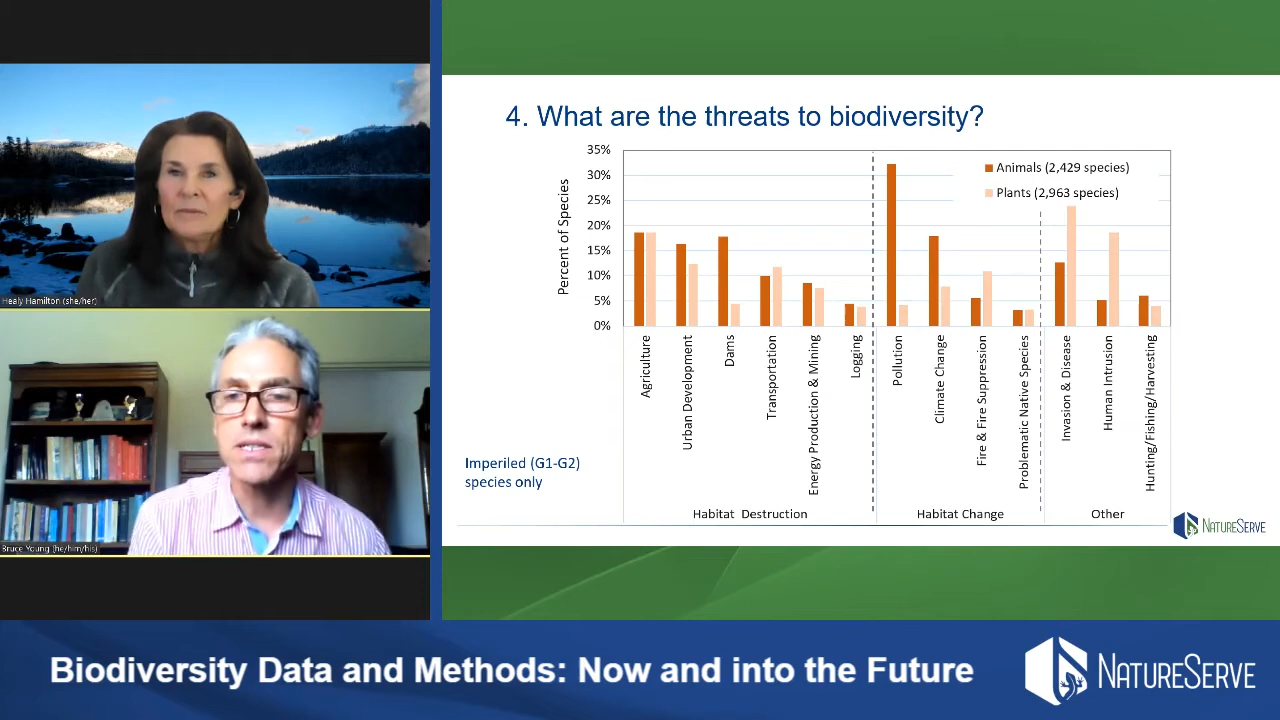 Healy Hamilton (she/her)
Bruce Young (he/him/his)
4. What are the threats to biodiversity?
Percent of Species
35%
30%
25%
20%
15%
10%
5%
0%
Animals (2,429 species)
Plants (2,963 species)
Agriculture
Urban Development
Dams
Transportation
Energy Production & Mining
Logging
Pollution
Climate Change
Fire & Fire Suppression
Problematic Native Species
Invasion & Disease
Human Intrusion
Hunting/Fishing/Harvesting
Habitat Destruction
Habitat Change
Other
Imperiled (G1-G2)
species only
NATURESERVE
Biodiversity Data and Methods: Now and into the Future
NATURESERVE